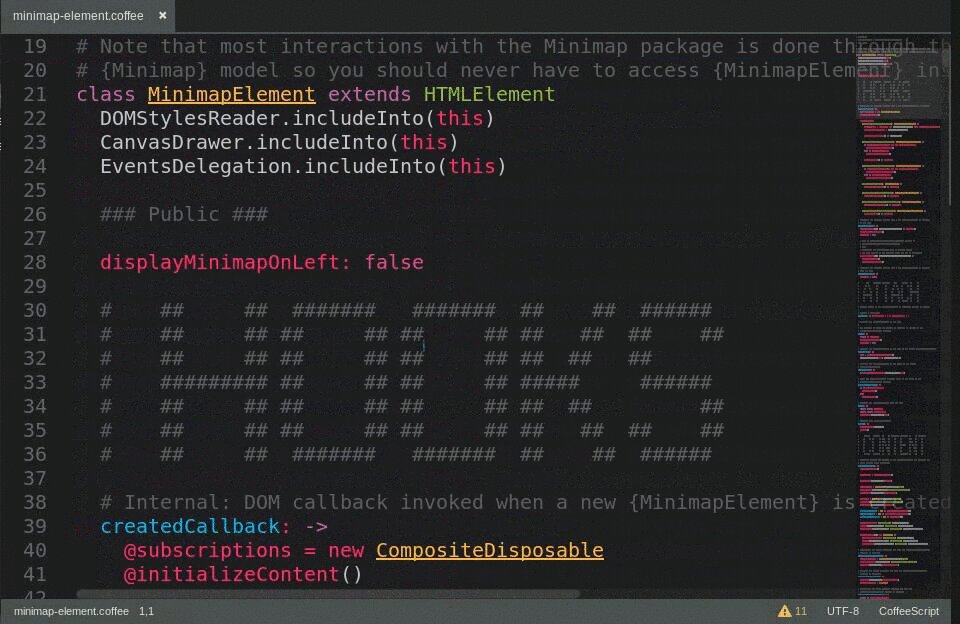 minimap-element.coffee ×
19 # Note that most interactions with the Minimap package is done through th
20 # {Minimap} model so you should never have to access {MinimapElement} ins
21 class MinimapElement extends HTMLElement
22   DOMStylesReader.includeInto(this)
23   CanvasDrawer.includeInto(this)
24   EventsDelegation.includeInto(this)
25
26   ### Public ###
27
28   displayMinimapOnLeft: false
29
30   #    ##     ##  #######   #######  ##    ##  ######
31   #    ##     ## ##     ## ##     ## ##   ##  ##    ##
32   #    ##     ## ##     ## ##     ## ##  ##   ##
33   #    ######### ##     ## ##     ## #####     ######
34   #    ##     ## ##     ## ##     ## ##  ##         ##
35   #    ##     ## ##     ## ##     ## ##   ##  ##    ##
36   #    ##     ##  #######   #######  ##    ##  ######
37
38   # Internal: DOM callback invoked when a new {MinimapElement} is created
39   createdCallback: ->
40     @subscriptions = new CompositeDisposable
41     @initializeContent()
42
HOOKS
ATTACH
CONTENT
minimap-element.coffee 1,1 11 UTF-8 CoffeeScript